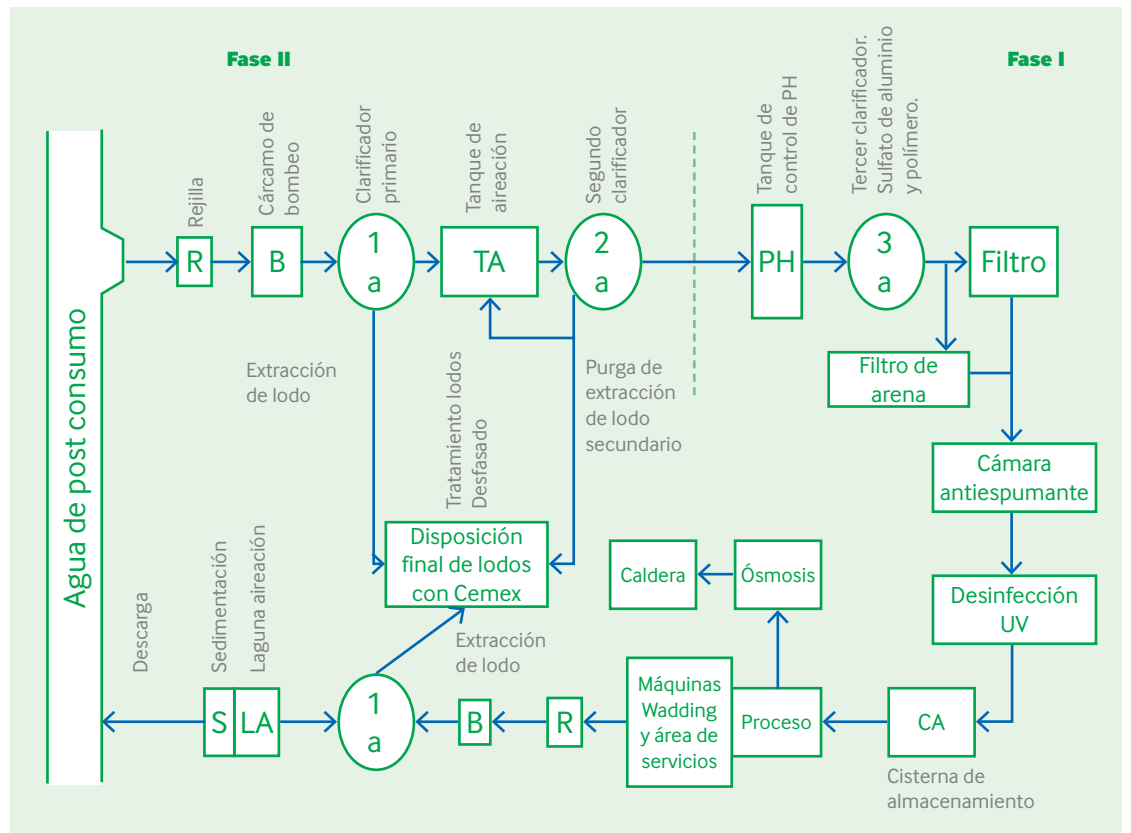 Fase II
Fase I
Rejilla
Cárcamo de
bombeo
Clarificador
primario
Tanque de
aireación
Segundo
clarificador
Tanque de
control de PH
Tercer clarificador.
Sulfato de aluminio
y polímero.
Agua de post consumo
R
B
1
a
TA
2
a
PH
3
a
Filtro
Filtro de
arena
Extracción
de lodo
Tratamiento lodos
Desfasado
Purga de
extracción
de lodo
secundario
Cámara
antiespumante
Disposición
final de lodos
con Cemex
Caldera
Ósmosis
Desinfección
UV
Descarga
Sedimentación
Laguna aireación
Extracción
de lodo
S
LA
1
a
B
R
Máquinas
Wadding
y área de
servicios
Proceso
CA
Cisterna de
almacenamiento